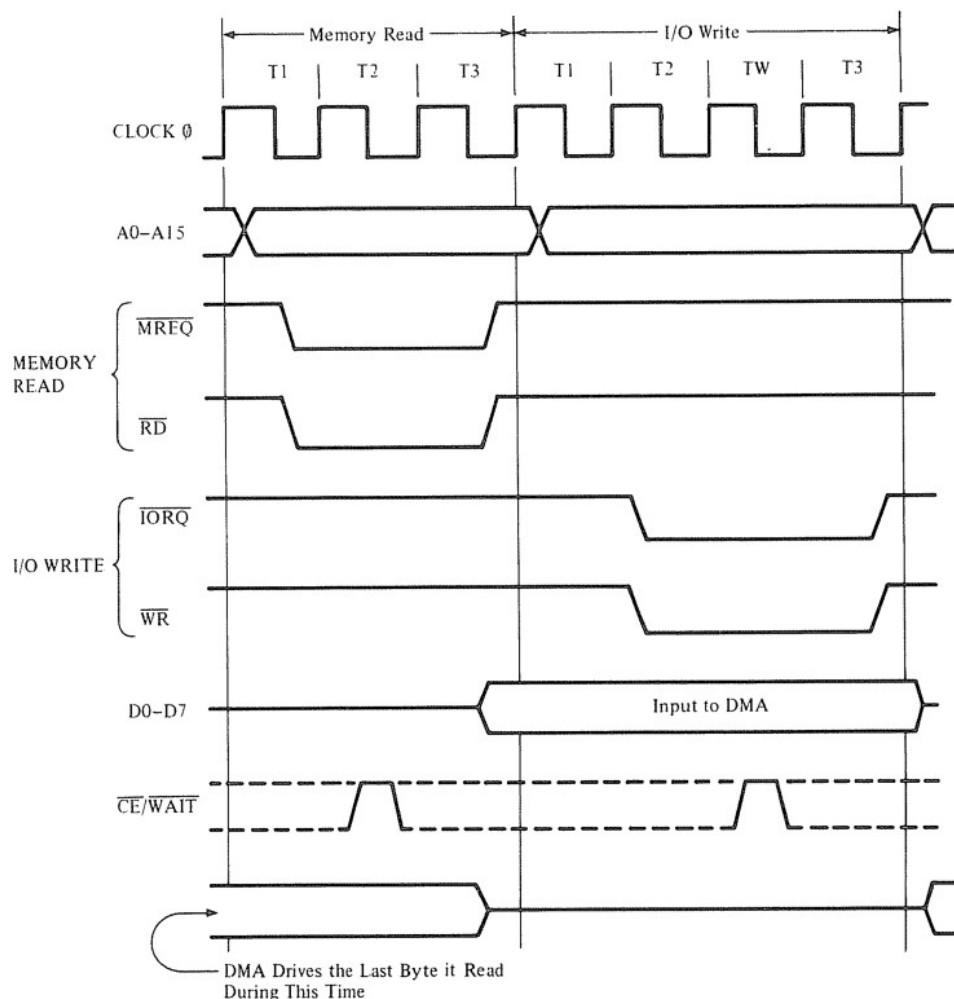 Memory Read
I/O Write
T1 T2 T3 T1 T2 TW T3
CLOCK ∅
A0–A15
MREQ
MEMORY
READ
RD
IORQ
I/O WRITE
WR
D0–D7
Input to DMA
CE/WAIT
DMA Drives the Last Byte it Read
During This Time